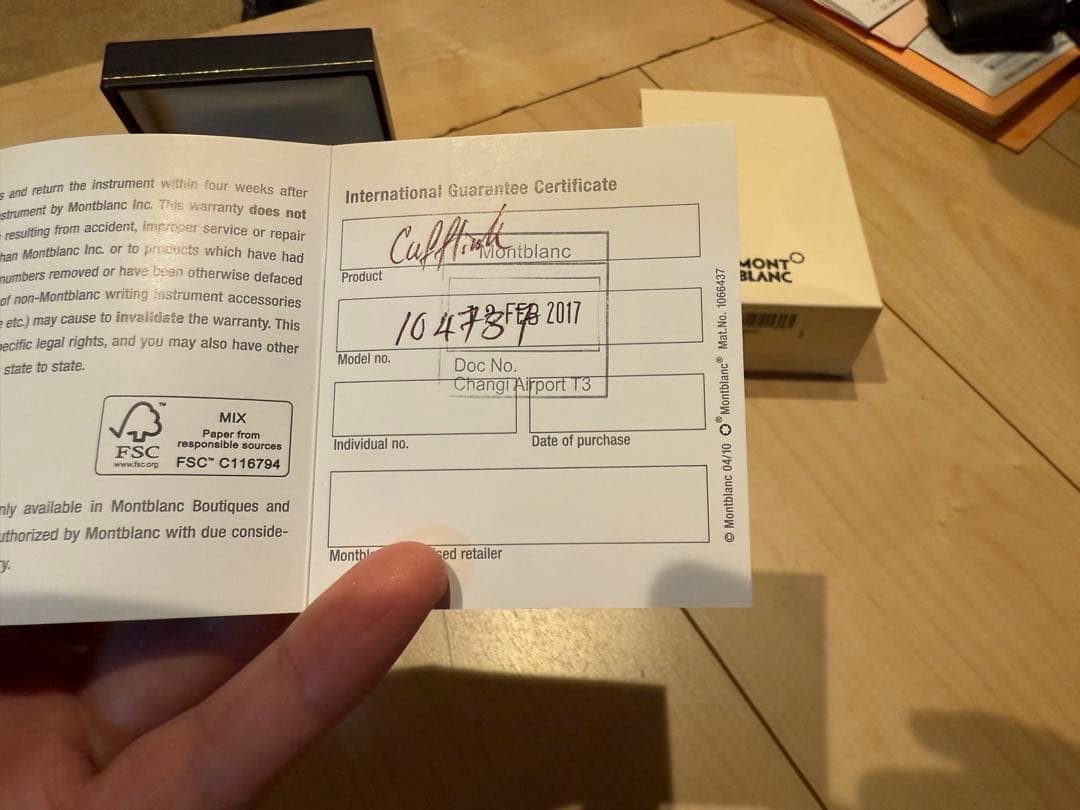 s and return the instrument within four weeks after
strument by Montblanc Inc. This warranty does not
resulting from accident, improper service or repair
han Montblanc Inc. or to products which have had
numbers removed or have been otherwise defaced
of non-Montblanc writing instrument accessories
etc.) may cause to invalidate the warranty. This
ecific legal rights, and you may also have other
state to state.
FSC™
www.fsc.org
MIX
Paper from
responsible sources
FSC™ C116794
nly available in Montblanc Boutiques and
uthorized by Montblanc with due conside-
y.
International Guarantee Certificate
Cufflink
Montblanc
Product
FEB 2017
Model no.
Doc No.
Changi Airport T3
Individual no.
Date of purchase
Montbl sed retailer
© Montblanc 04/10 ® Montblanc® Mat.No. 1066437
MONT
BLANC